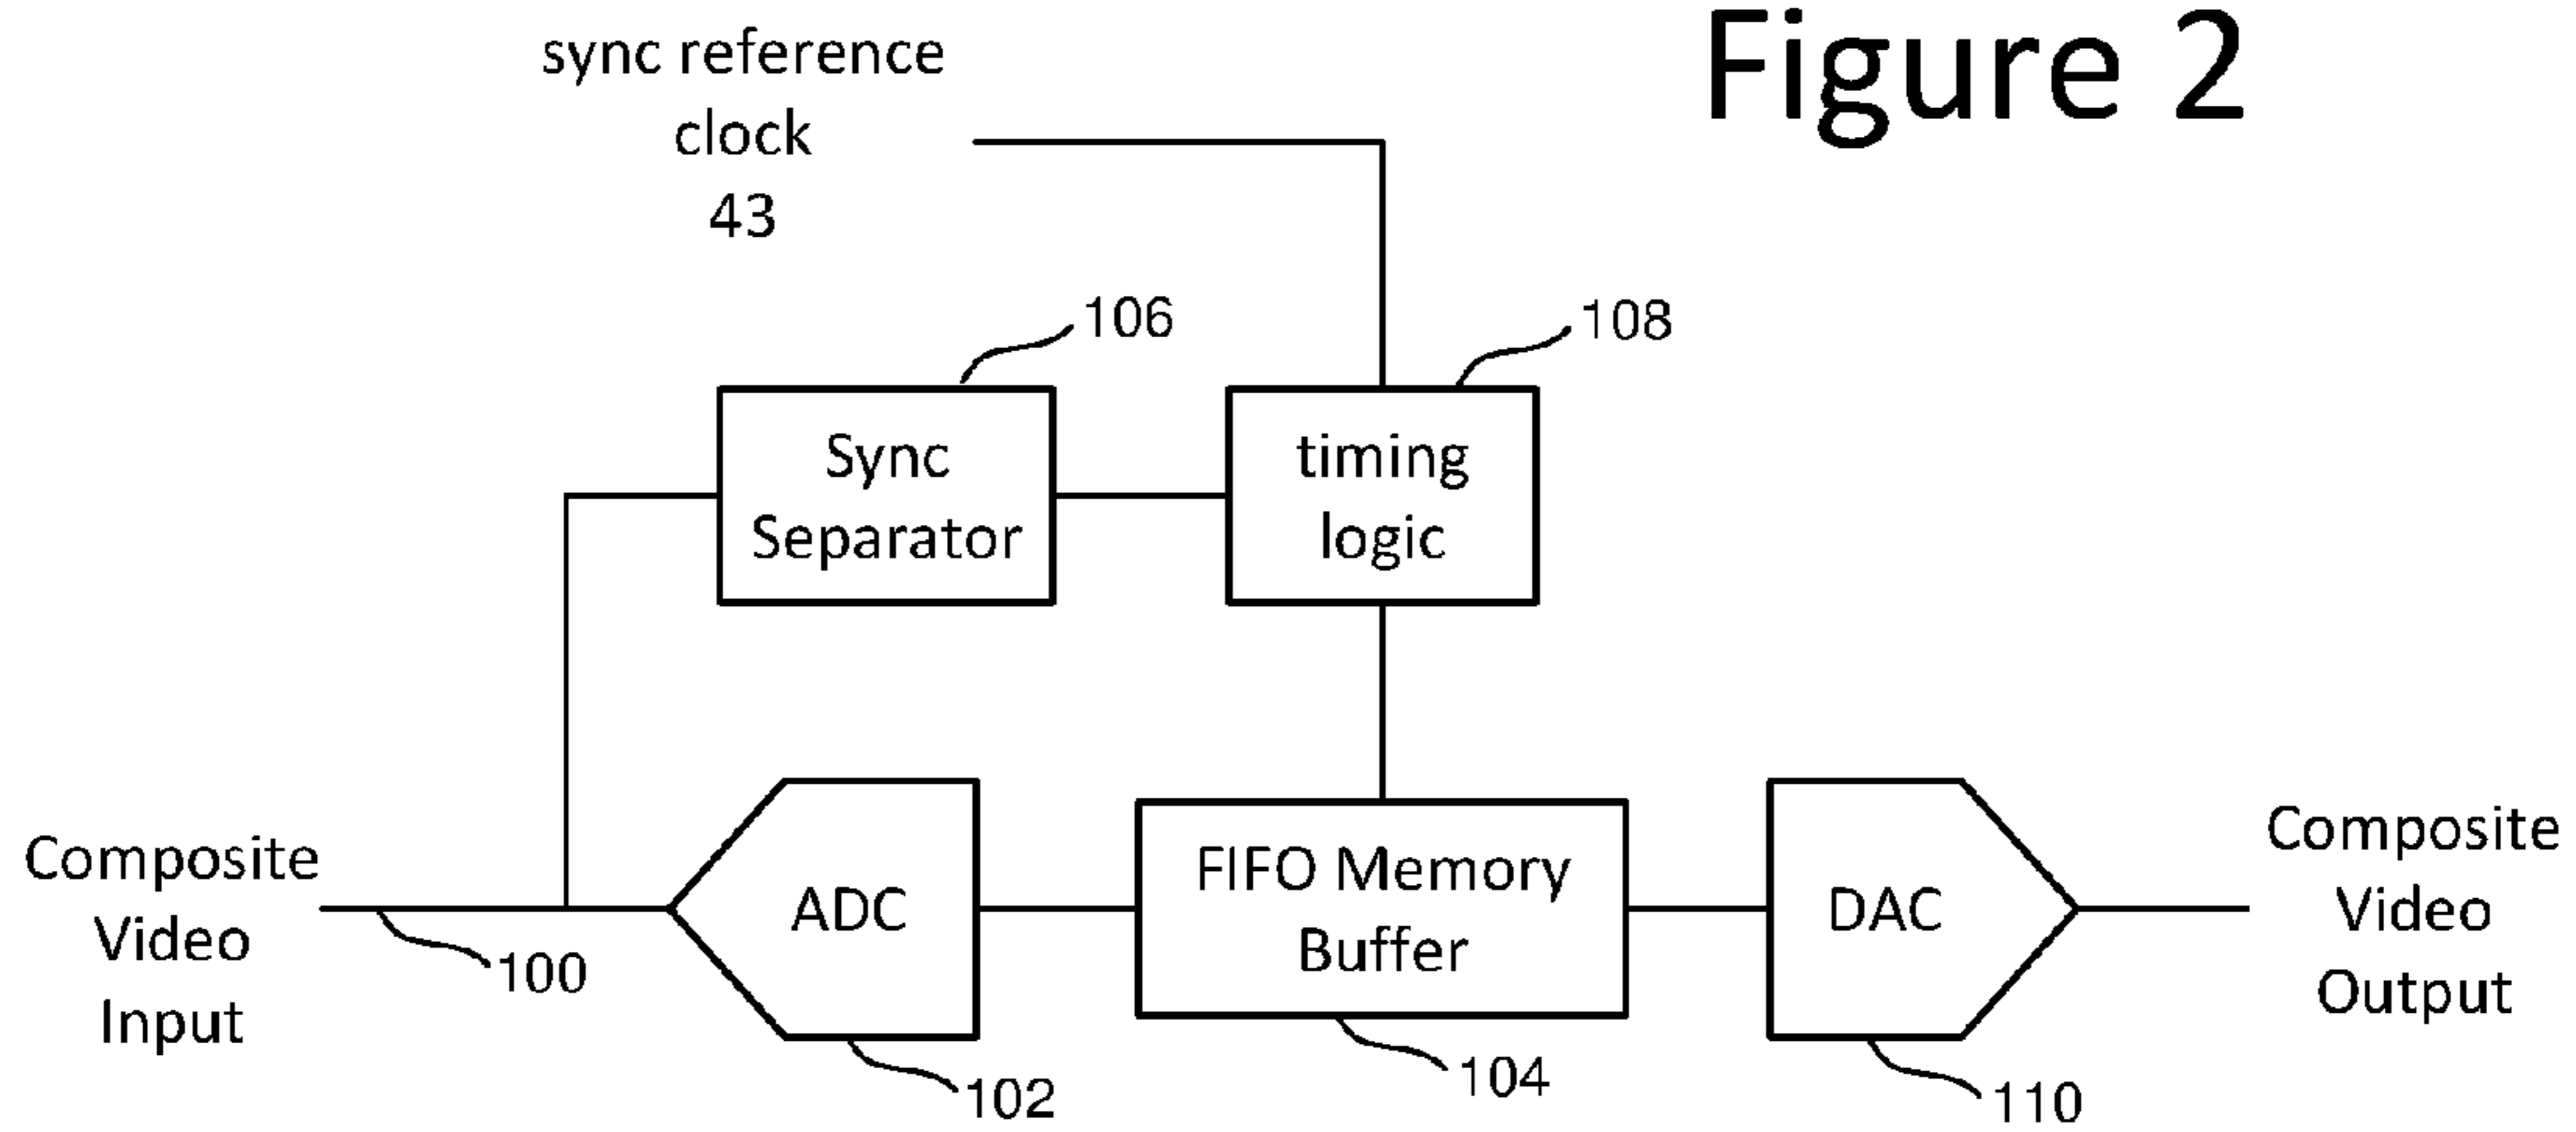 Figure 2
sync reference
clock
43
106
108
Sync
Separator
timing
logic
Composite
Video
Input
100
ADC
102
FIFO Memory
Buffer
104
DAC
110
Composite
Video
Output